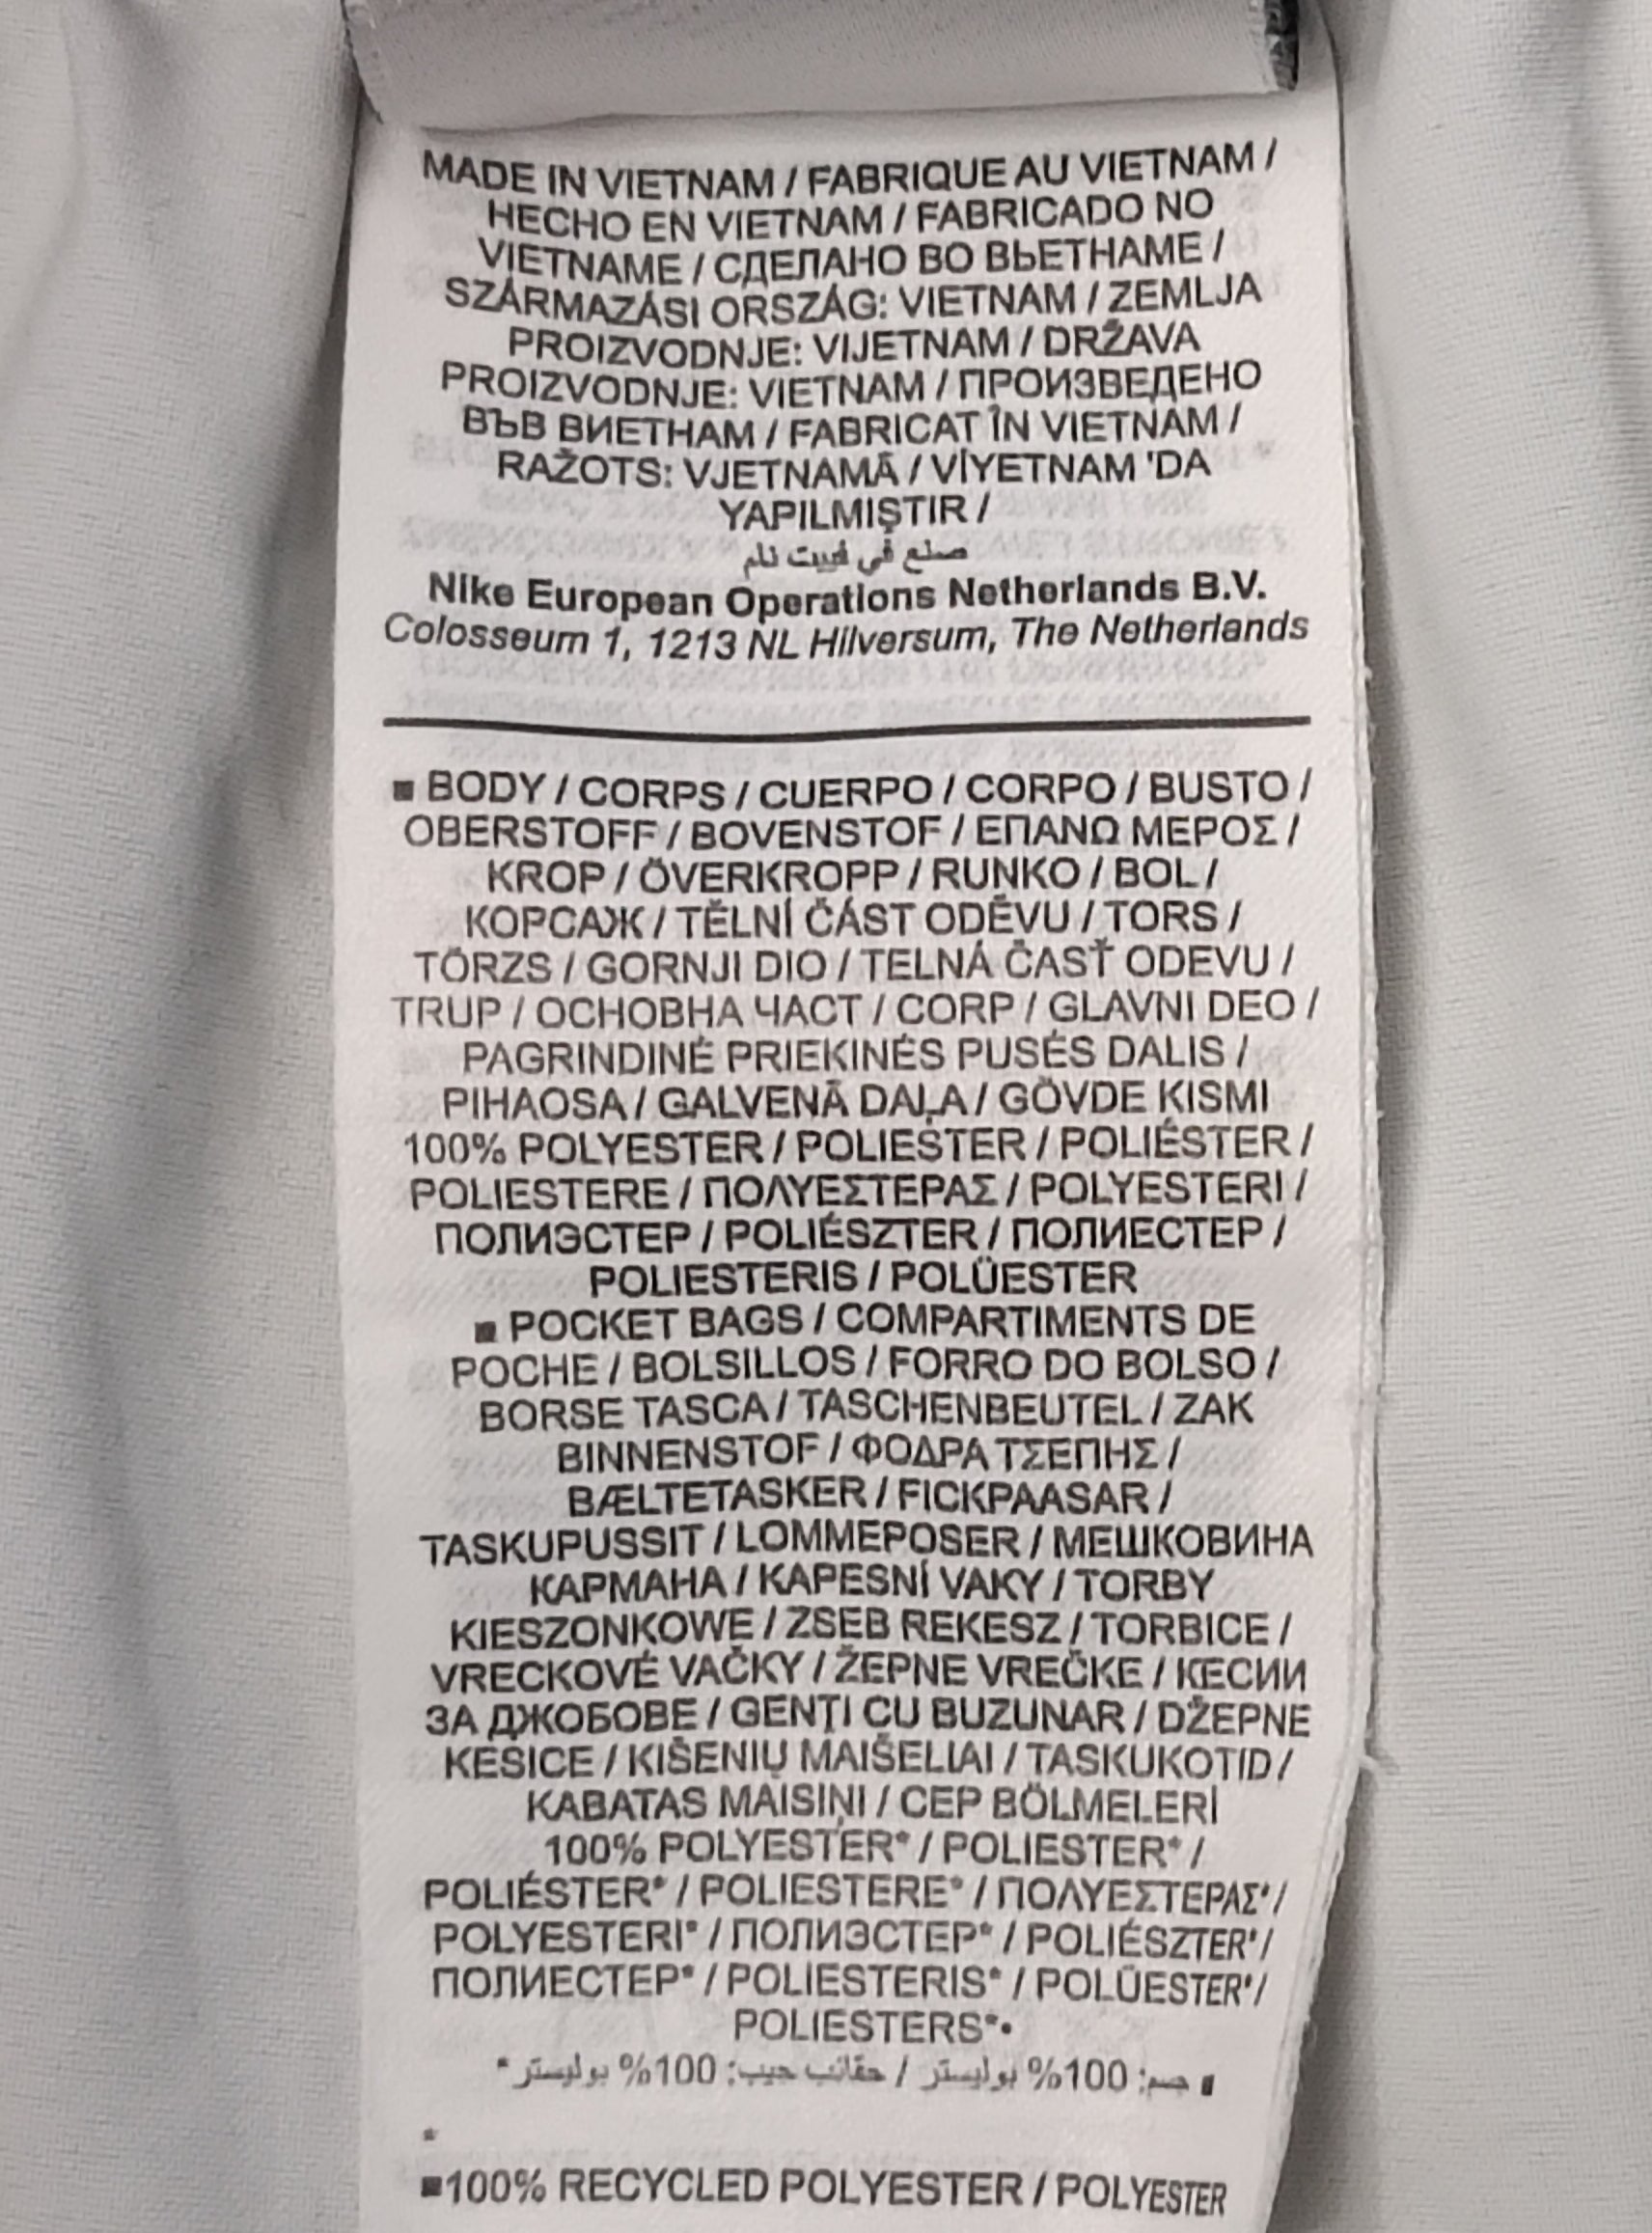 MADE IN VIETNAM / FABRIQUE AU VIETNAM /
HECHO EN VIETNAM / FABRICADO NO
VIETNAME / СДЕЛАНО ВО ВЬЕТНАМЕ /
SZÁRMAZÁSI ORSZÁG: VIETNAM / ZEMLJA
PROIZVODNJE: VIJETNAM / DRŽAVA
PROIZVODNJE: VIETNAM / ПРОИЗВЕДЕНО
ВЪВ ВИЕТНАМ / FABRICAT ÎN VIETNAM /
RAŽOTS: VJETNAMĀ / VİYETNAM 'DA
YAPILMIŞTIR /
صنع في فييت نام
Nike European Operations Netherlands B.V.
Colosseum 1, 1213 NL Hilversum, The Netherlands
■ BODY / CORPS / CUERPO / CORPO / BUSTO /
OBERSTOFF / BOVENSTOF / ΕΠΑΝΩ ΜΕΡΟΣ /
KROP / ÖVERKROPP / RUNKO / BOL /
КОРСАЖ / TĚLNÍ ČÁST ODĚVU / TORS /
TÖRZS / GORNJI DIO / TELNÁ ČASŤ ODEVU /
TRUP / ОСНОВНА ЧАСТ / CORP / GLAVNI DEO /
PAGRINDINĖ PRIEKINĖS PUSĖS DALIS /
PIHAOSA / GALVENĀ DAĻA / GÖVDE KISMI
100% POLYESTER / POLIESTER / POLIÉSTER /
POLIESTERE / ΠΟΛΥΕΣΤΕΡΑΣ / POLYESTERI /
ПОЛИЭСТЕР / POLIÉSZTER / ПОЛИЕСТЕР /
POLIESTERIS / POLÜESTER
■ POCKET BAGS / COMPARTIMENTS DE
POCHE / BOLSILLOS / FORRO DO BOLSO /
BORSE TASCA / TASCHENBEUTEL / ZAK
BINNENSTOF / ΦΟΔΡΑ ΤΣΕΠΗΣ /
BÆLTETASKER / FICKPAASAR /
TASKUPUSSIT / LOMMEPOSER / МЕШКОВИНА
КАРМАНА / KAPESNÍ VAKY / TORBY
KIESZONKOWE / ZSEB REKESZ / TORBICE /
VRECKOVÉ VAČKY / ŽEPNE VREČKE / КЕСИИ
ЗА ДЖОБОВЕ / GENȚI CU BUZUNAR / DŽEPNE
KESICE / KIŠENIŲ MAIŠELIAI / TASKUKOTID /
KABATAS MAISIŅI / CEP BÖLMELERİ
100% POLYESTER* / POLIESTER* /
POLIÉSTER* / POLIESTERE* / ΠΟΛΥΕΣΤΕΡΑΣ* /
POLYESTERI* / ПОЛИЭСТЕР* / POLIÉSZTER* /
ПОЛИЕСТЕР* / POLIESTERIS* / POLÜESTER* /
POLIESTERS*•
■ جسم: 100% بوليستر / حقائب جيب: 100% بوليستر*
*
■100% RECYCLED POLYESTER / POLYESTER